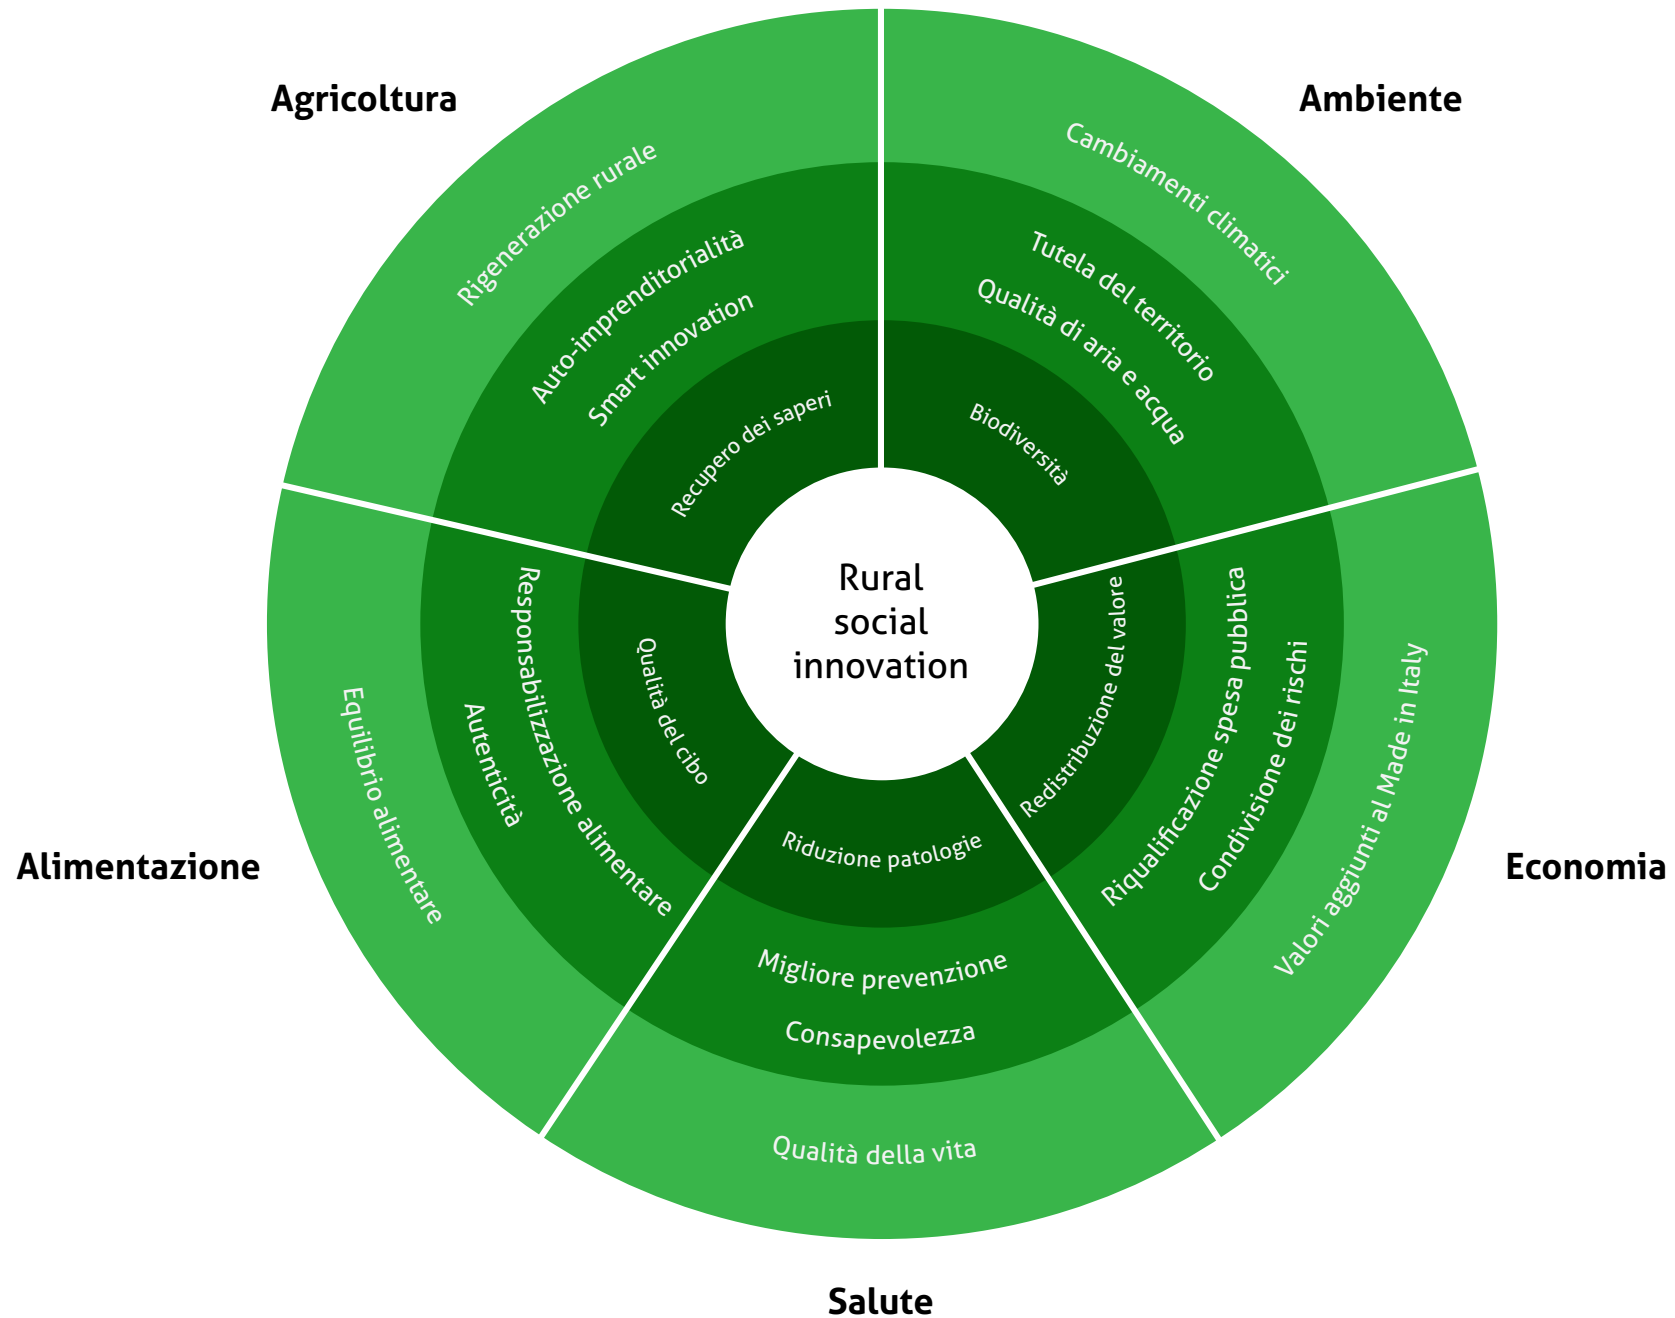 Agricoltura
Ambiente
Rigenerazione rurale
Auto-imprenditorialità
Smart innovation
Recupero dei saperi
Cambiamenti climatici
Tutela del territorio
Qualità di aria e acqua
Biodiversità
Rural
social
innovation
Alimentazione
Equilibrio alimentare
Autenticità
Responsabilizzazione alimentare
Qualità del cibo
Redistribuzione del valore
Riqualificazione spesa pubblica
Condivisione dei rischi
Valori aggiunti al Made in Italy
Economia
Riduzione patologie
Migliore prevenzione
Consapevolezza
Qualità della vita
Salute